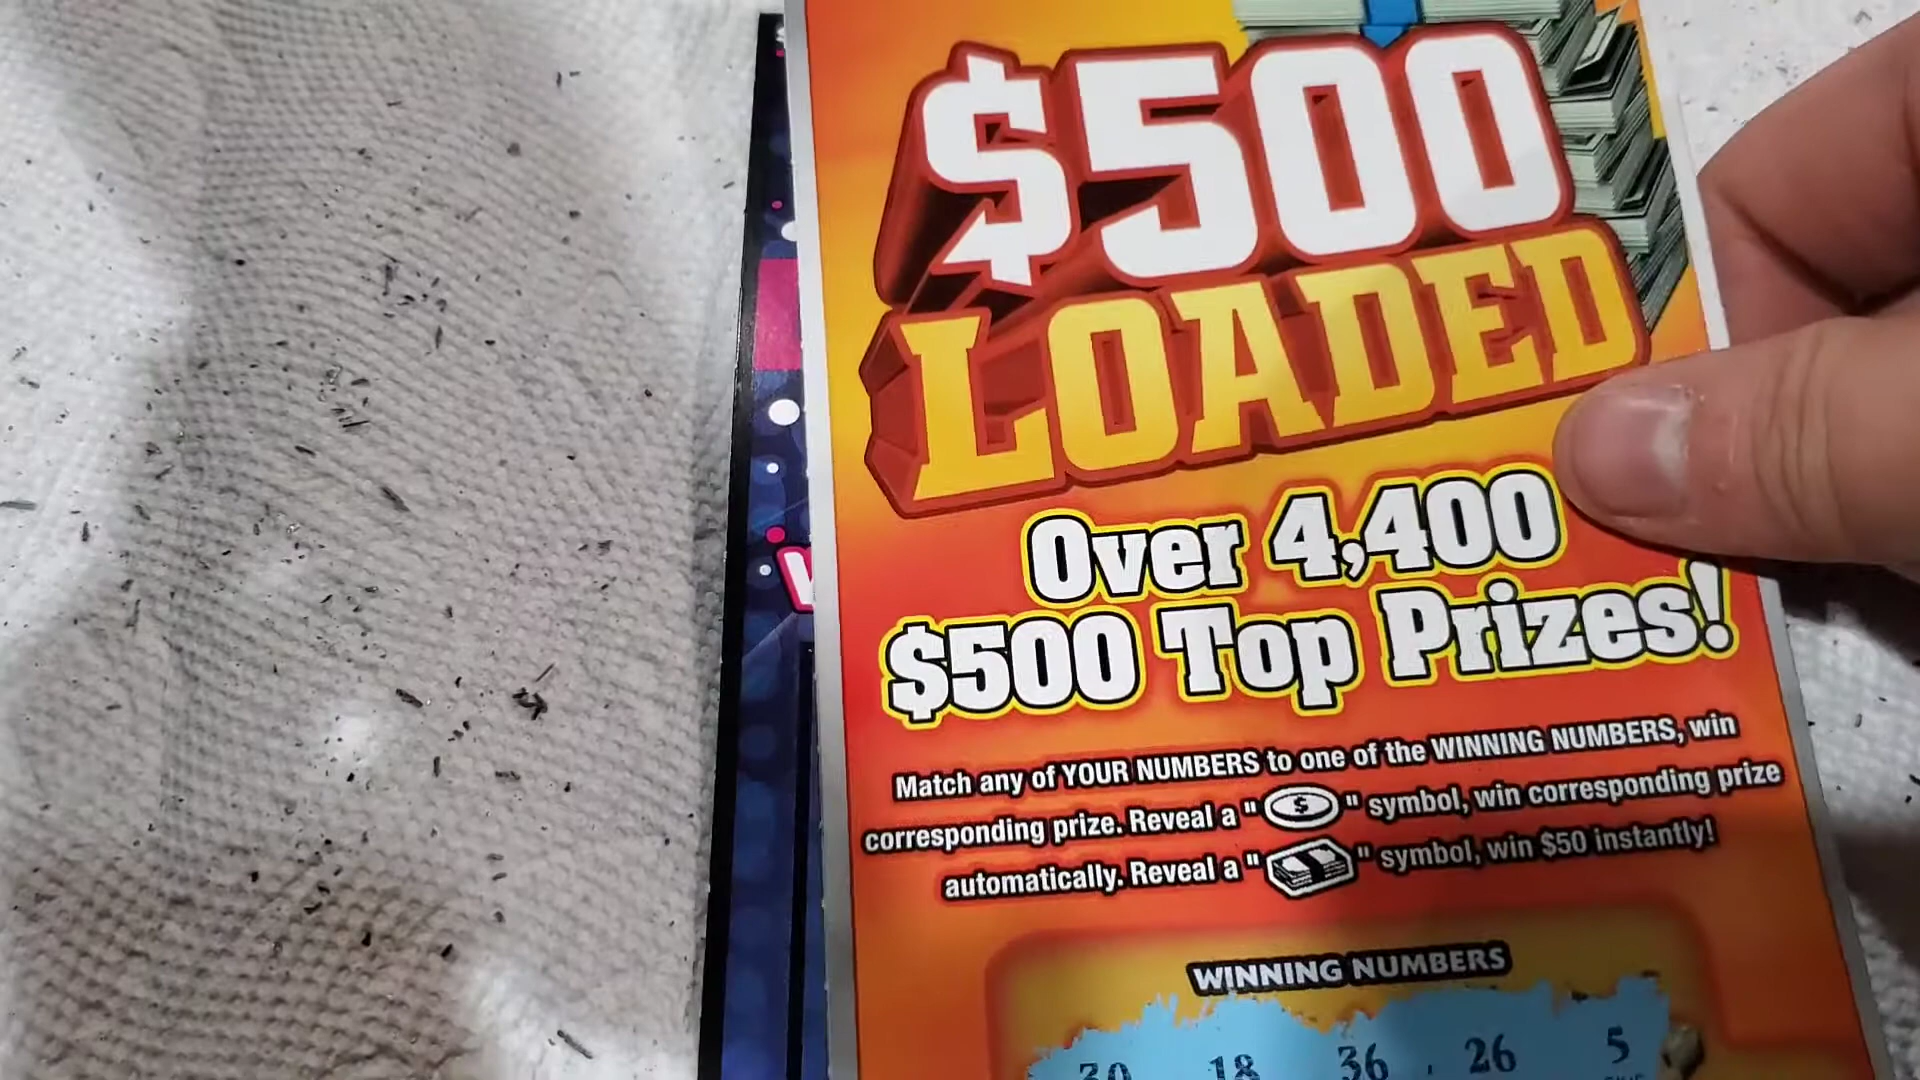 $500
LOADED
Over 4,400
$500 Top Prizes!
Match any of YOUR NUMBERS to one of the WINNING NUMBERS, win
corresponding prize. Reveal a "$" symbol, win corresponding prize
automatically. Reveal a " " symbol, win $50 instantly!
WINNING NUMBERS
30 18 36 26 5